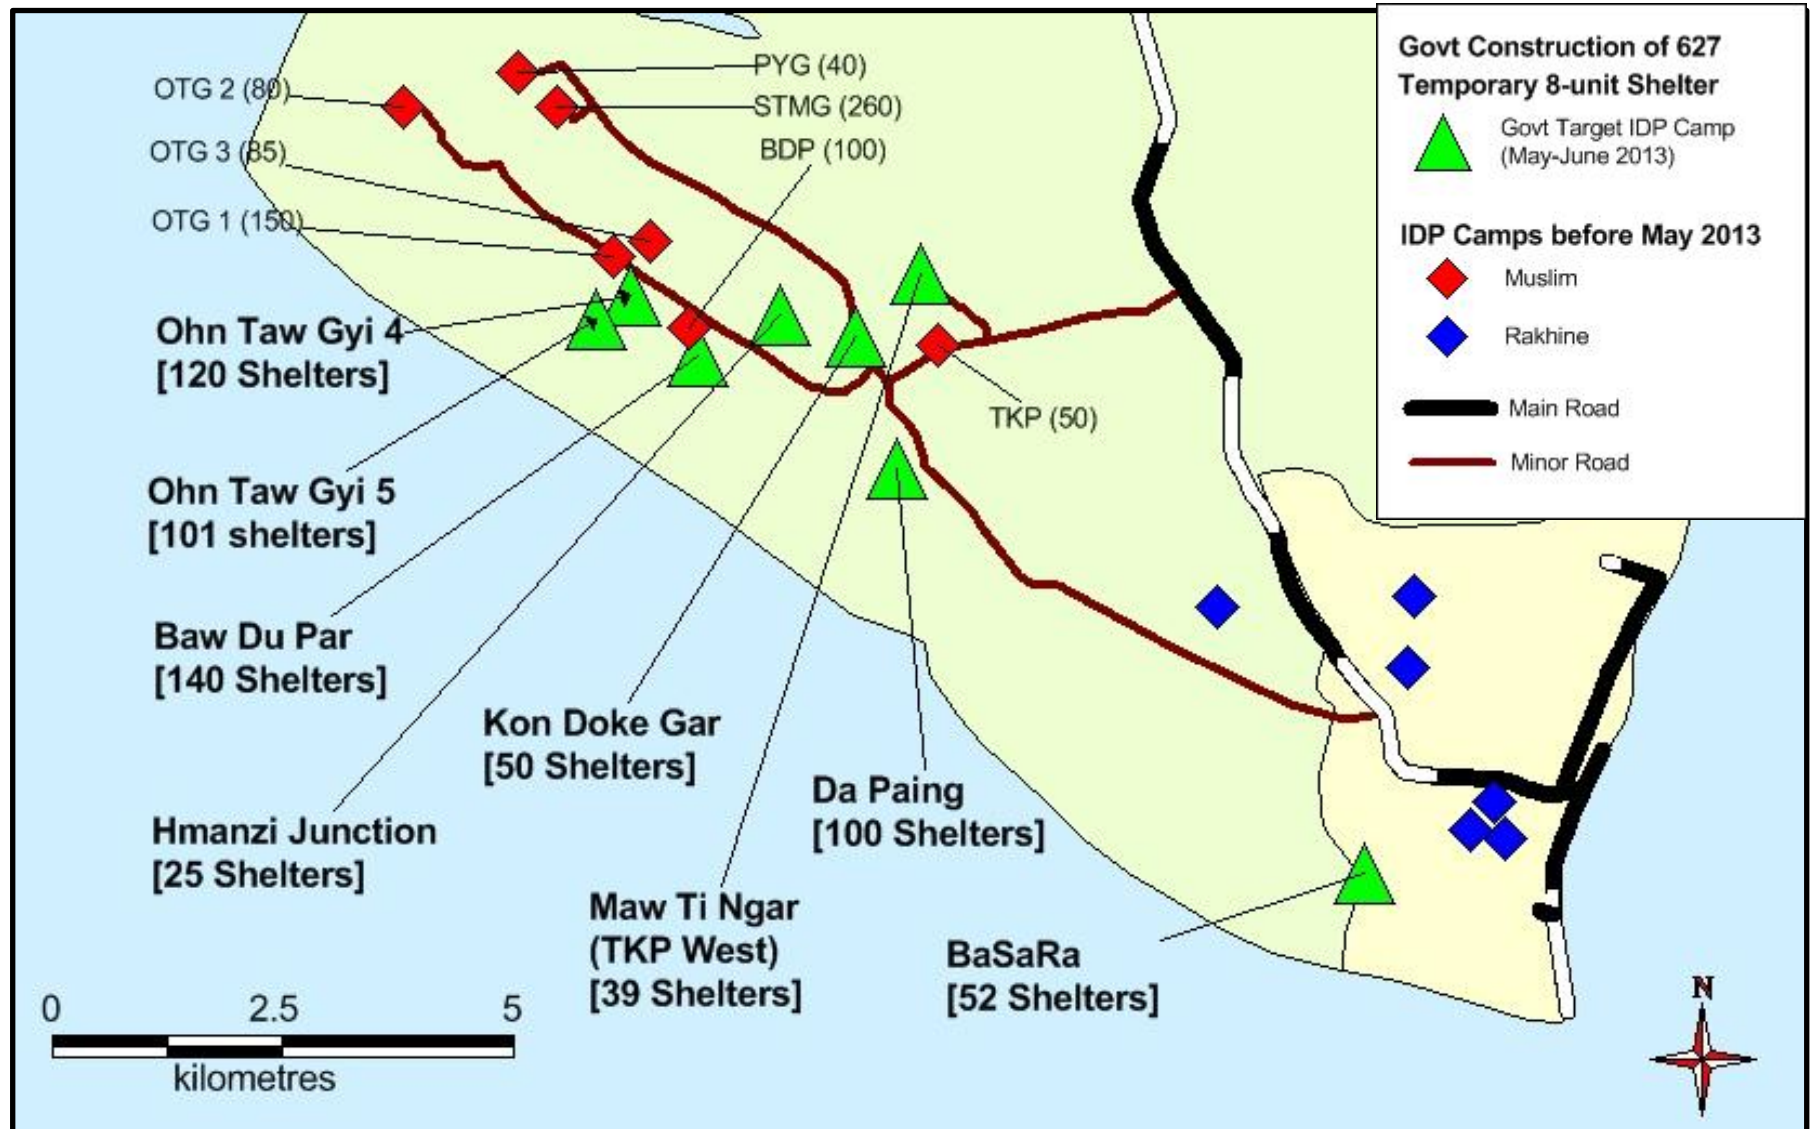 OTG 2 (80)
OTG 3 (85)
OTG 1 (150)
PYG (40)
STMG (260)
BDP (100)
TKP (50)
Ohn Taw Gyi 4
[120 Shelters]
Ohn Taw Gyi 5
[101 shelters]
Baw Du Par
[140 Shelters]
Hmanzi Junction
[25 Shelters]
Kon Doke Gar
[50 Shelters]
Maw Ti Ngar
(TKP West)
[39 Shelters]
Da Paing
[100 Shelters]
BaSaRa
[52 Shelters]
Govt Construction of 627
Temporary 8-unit Shelter
Govt Target IDP Camp
(May-June 2013)
IDP Camps before May 2013
Muslim
Rakhine
Main Road
Minor Road
0 2.5 5
kilometres
N